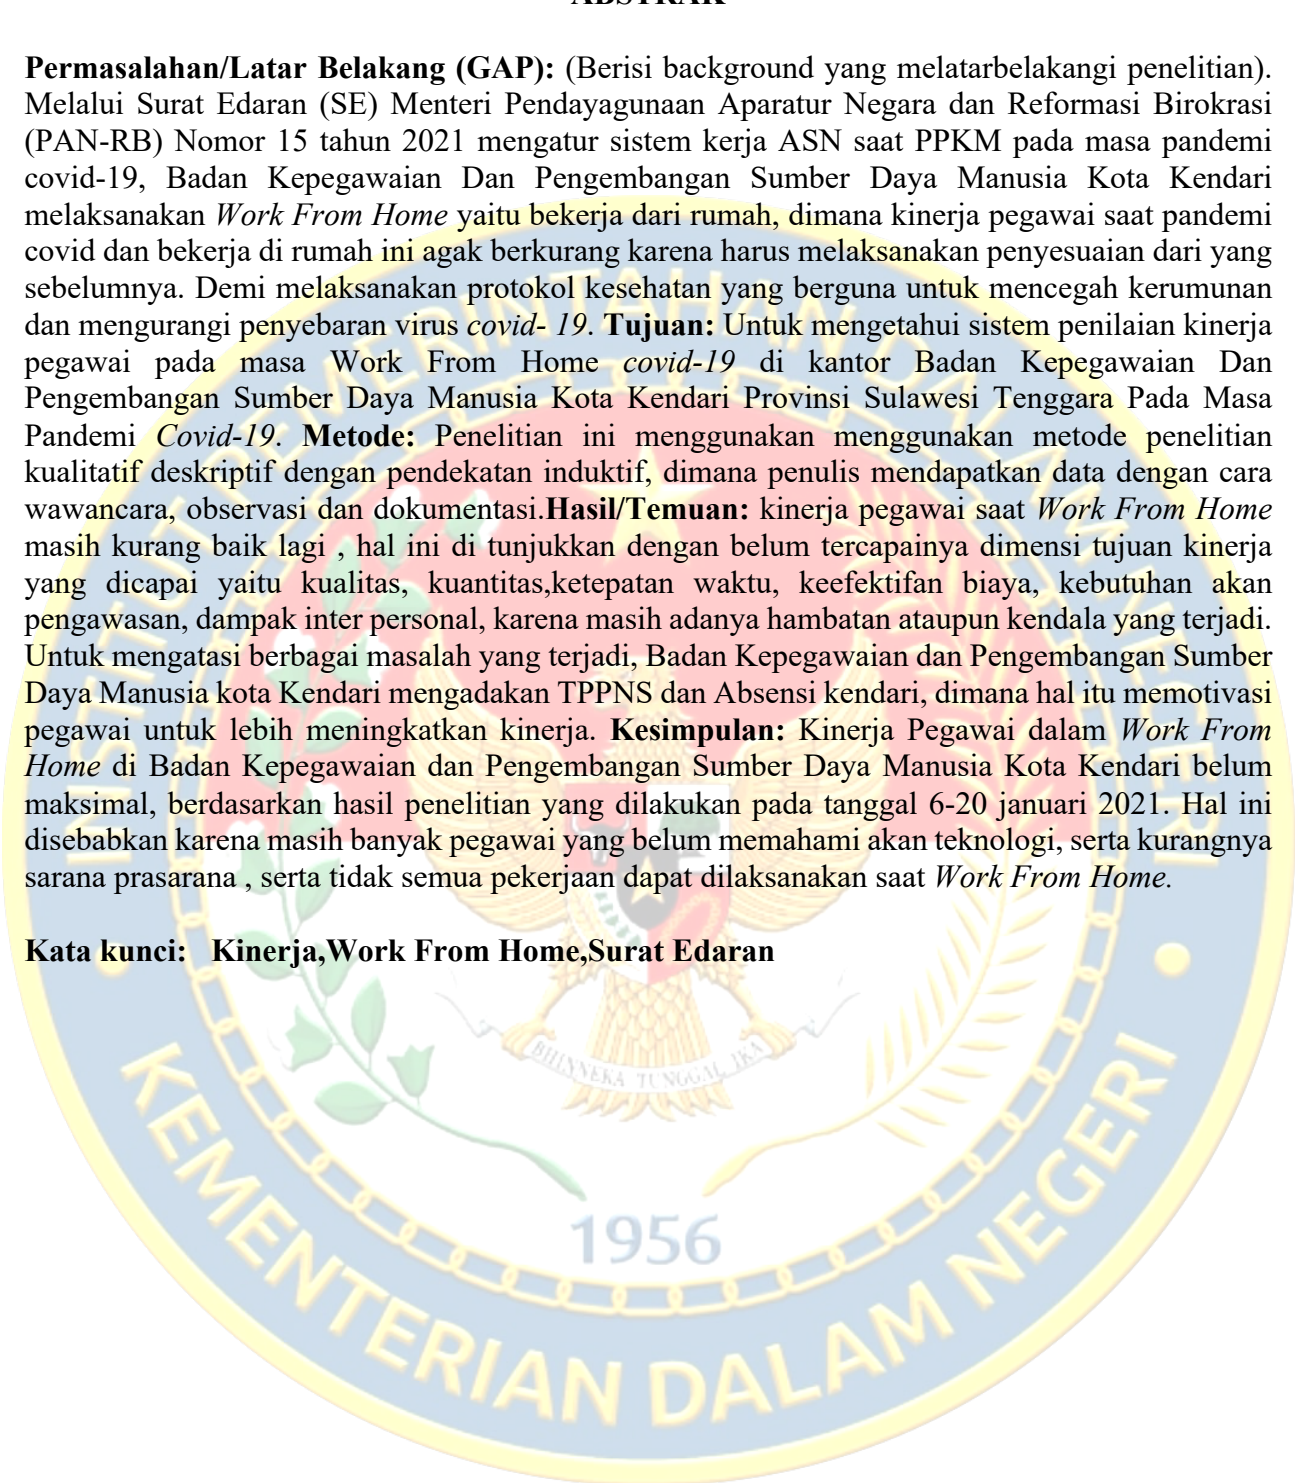 ABSTRAK
Permasalahan/Latar Belakang (GAP): (Berisi background yang melatarbelakangi penelitian).
Melalui Surat Edaran (SE) Menteri Pendayagunaan Aparatur Negara dan Reformasi Birokrasi
(PAN-RB) Nomor 15 tahun 2021 mengatur sistem kerja ASN saat PPKM pada masa pandemi
covid-19, Badan Kepegawaian Dan Pengembangan Sumber Daya Manusia Kota Kendari
melaksanakan Work From Home yaitu bekerja dari rumah, dimana kinerja pegawai saat pandemi
covid dan bekerja di rumah ini agak berkurang karena harus melaksanakan penyesuaian dari yang
sebelumnya. Demi melaksanakan protokol kesehatan yang berguna untuk mencegah kerumunan
dan mengurangi penyebaran virus covid- 19. Tujuan: Untuk mengetahui sistem penilaian kinerja
pegawai pada masa Work From Home covid-19 di kantor Badan Kepegawaian Dan
Pengembangan Sumber Daya Manusia Kota Kendari Provinsi Sulawesi Tenggara Pada Masa
Pandemi Covid-19. Metode: Penelitian ini menggunakan menggunakan metode penelitian
kualitatif deskriptif dengan pendekatan induktif, dimana penulis mendapatkan data dengan cara
wawancara, observasi dan dokumentasi.Hasil/Temuan: kinerja pegawai saat Work From Home
masih kurang baik lagi , hal ini di tunjukkan dengan belum tercapainya dimensi tujuan kinerja
yang dicapai yaitu kualitas, kuantitas,ketepatan waktu, keefektifan biaya, kebutuhan akan
pengawasan, dampak inter personal, karena masih adanya hambatan ataupun kendala yang terjadi.
Untuk mengatasi berbagai masalah yang terjadi, Badan Kepegawaian dan Pengembangan Sumber
Daya Manusia kota Kendari mengadakan TPPNS dan Absensi kendari, dimana hal itu memotivasi
pegawai untuk lebih meningkatkan kinerja. Kesimpulan: Kinerja Pegawai dalam Work From
Home di Badan Kepegawaian dan Pengembangan Sumber Daya Manusia Kota Kendari belum
maksimal, berdasarkan hasil penelitian yang dilakukan pada tanggal 6-20 januari 2021. Hal ini
disebabkan karena masih banyak pegawai yang belum memahami akan teknologi, serta kurangnya
sarana prasarana , serta tidak semua pekerjaan dapat dilaksanakan saat Work From Home.
Kata kunci: Kinerja,Work From Home,Surat Edaran
INSTITUT PEMERINTAHAN DALAM NEGERI
BHINNEKA TUNGGAL IKA
1956
KEMENTERIAN DALAM NEGERI